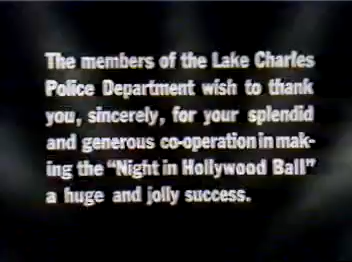 The members of the Lake Charles
Police Department wish to thank
you, sincerely, for your splendid
and generous co-operation in mak-
ing the "Night in Hollywood Ball"
a huge and jolly success.